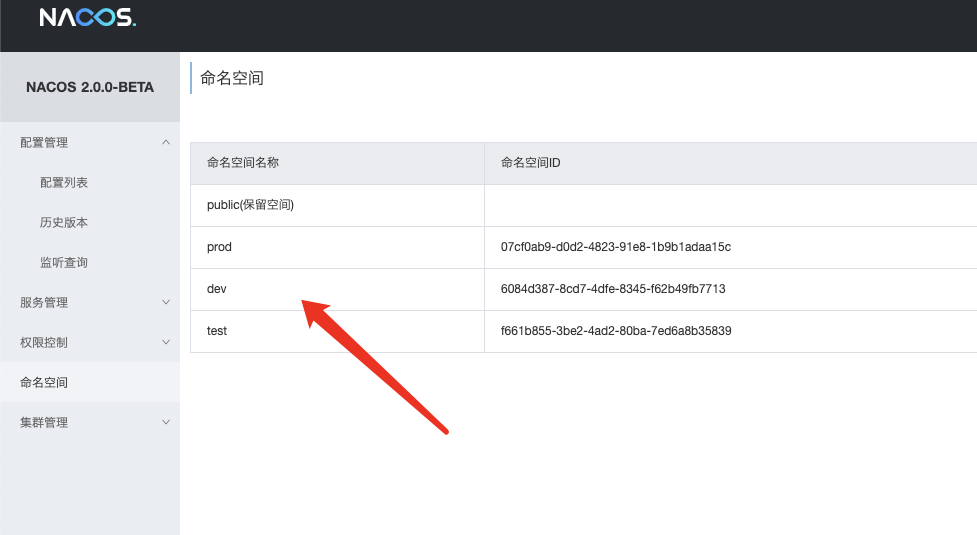 NACOS.
NACOS 2.0.0-BETA
配置管理
配置列表
历史版本
监听查询
服务管理
权限控制
命名空间
集群管理
命名空间
命名空间名称 命名空间ID
public(保留空间)
prod 07cf0ab9-d0d2-4823-91e8-1b9b1adaa15c
dev 6084d387-8cd7-4dfe-8345-f62b49fb7713
test f661b855-3be2-4ad2-80ba-7ed6a8b35839